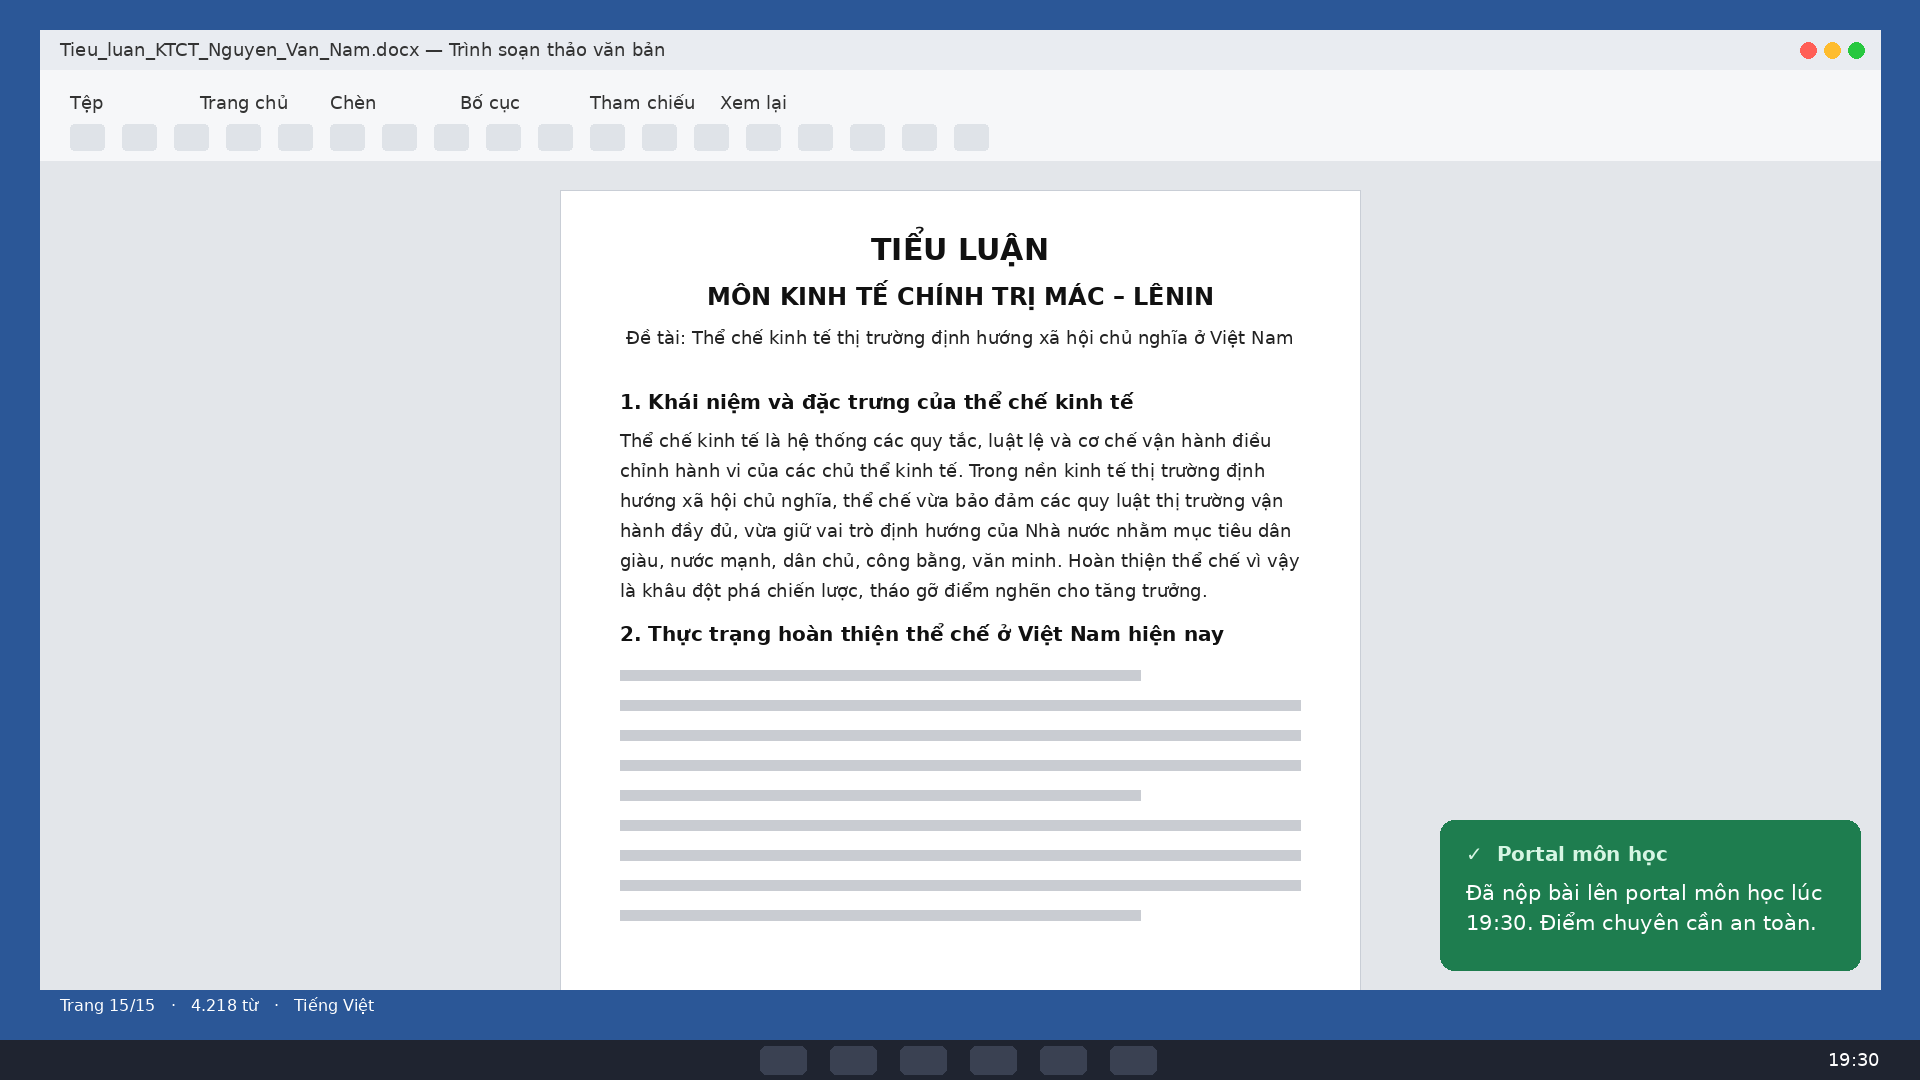 Tieu_luan_KTCT_Nguyen_Van_Nam.docx — Trình soạn thảo văn bản
Tệp Trang chủ Chèn Bố cục Tham chiếu Xem lại
TIỂU LUẬN
MÔN KINH TẾ CHÍNH TRỊ MÁC – LÊNIN
Đề tài: Thể chế kinh tế thị trường định hướng xã hội chủ nghĩa ở Việt Nam
1. Khái niệm và đặc trưng của thể chế kinh tế
Thể chế kinh tế là hệ thống các quy tắc, luật lệ và cơ chế vận hành điều
chỉnh hành vi của các chủ thể kinh tế. Trong nền kinh tế thị trường định
hướng xã hội chủ nghĩa, thể chế vừa bảo đảm các quy luật thị trường vận
hành đầy đủ, vừa giữ vai trò định hướng của Nhà nước nhằm mục tiêu dân
giàu, nước mạnh, dân chủ, công bằng, văn minh. Hoàn thiện thể chế vì vậy
là khâu đột phá chiến lược, tháo gỡ điểm nghẽn cho tăng trưởng.
2. Thực trạng hoàn thiện thể chế ở Việt Nam hiện nay
✓ Portal môn học
Đã nộp bài lên portal môn học lúc
19:30. Điểm chuyên cần an toàn.
Trang 15/15 · 4.218 từ · Tiếng Việt
19:30